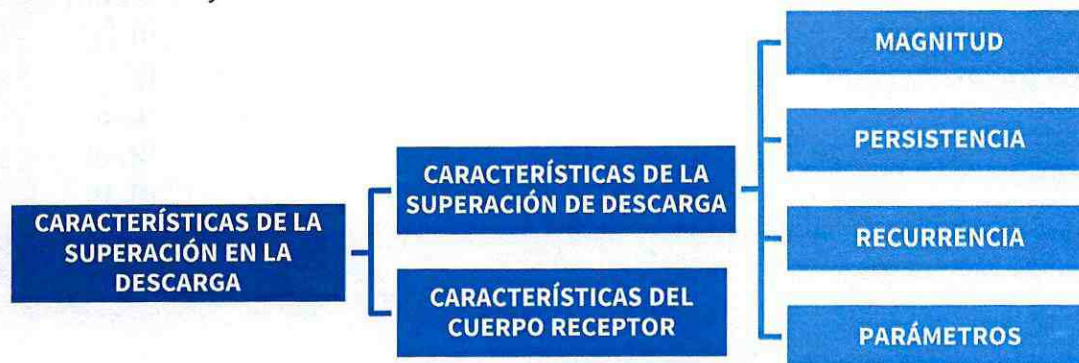 CARACTERÍSTICAS DE LA
SUPERACIÓN EN LA
DESCARGA
CARACTERÍSTICAS DE LA
SUPERACIÓN DE DESCARGA
CARACTERÍSTICAS DEL
CUERPO RECEPTOR
MAGNITUD
PERSISTENCIA
RECURRENCIA
PARÁMETROS